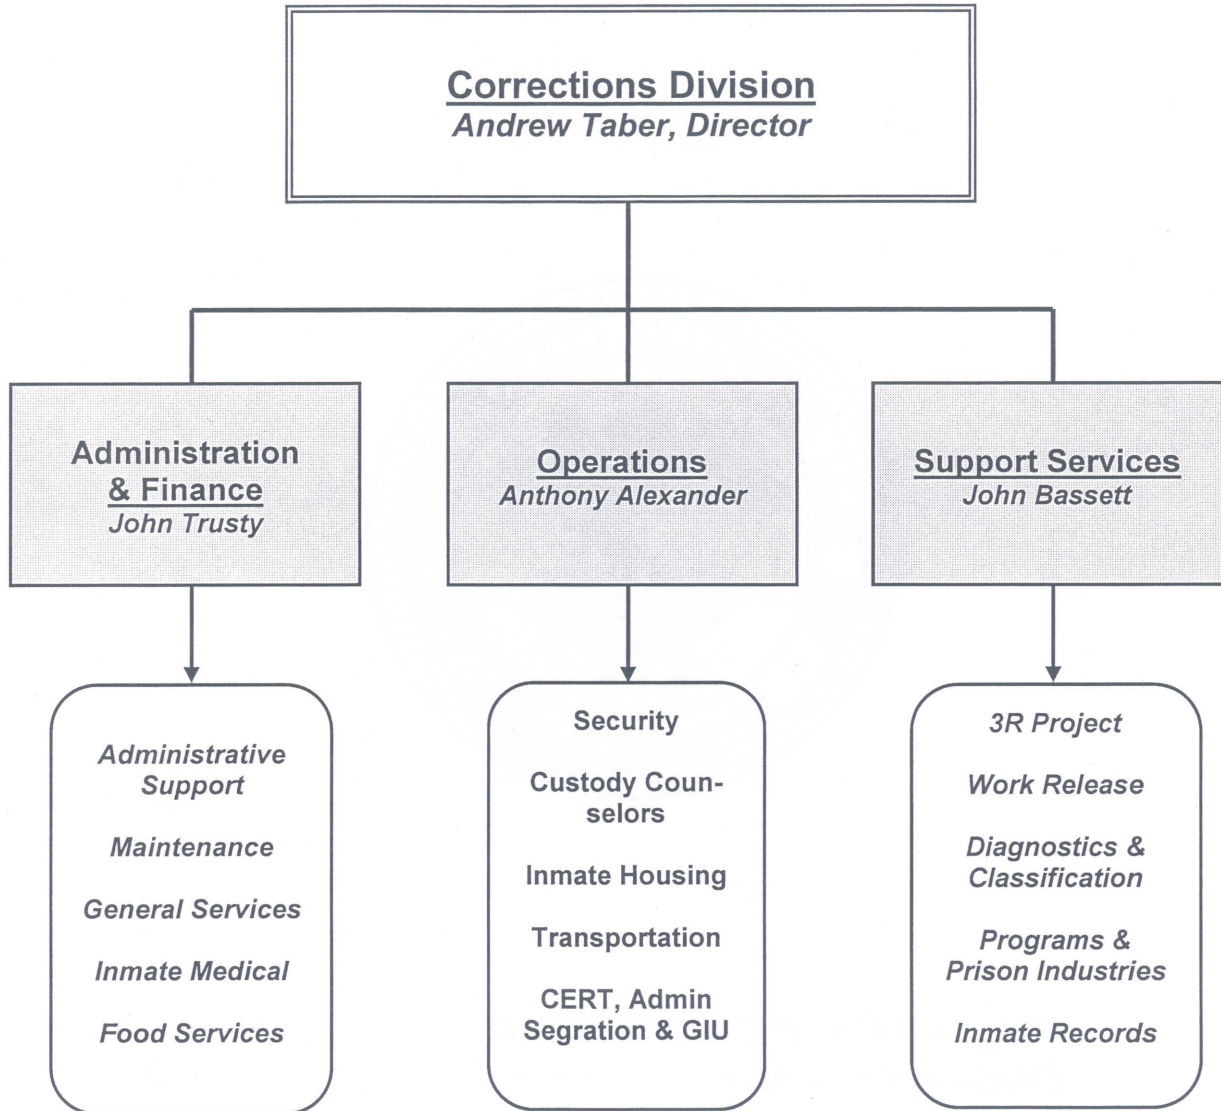 Corrections Division
Andrew Taber, Director
Administration
& Finance
John Trusty
Operations
Anthony Alexander
Support Services
John Bassett
Administrative
Support
Maintenance
General Services
Inmate Medical
Food Services
Security
Custody Coun-
selors
Inmate Housing
Transportation
CERT, Admin
Segration & GIU
3R Project
Work Release
Diagnostics &
Classification
Programs &
Prison Industries
Inmate Records